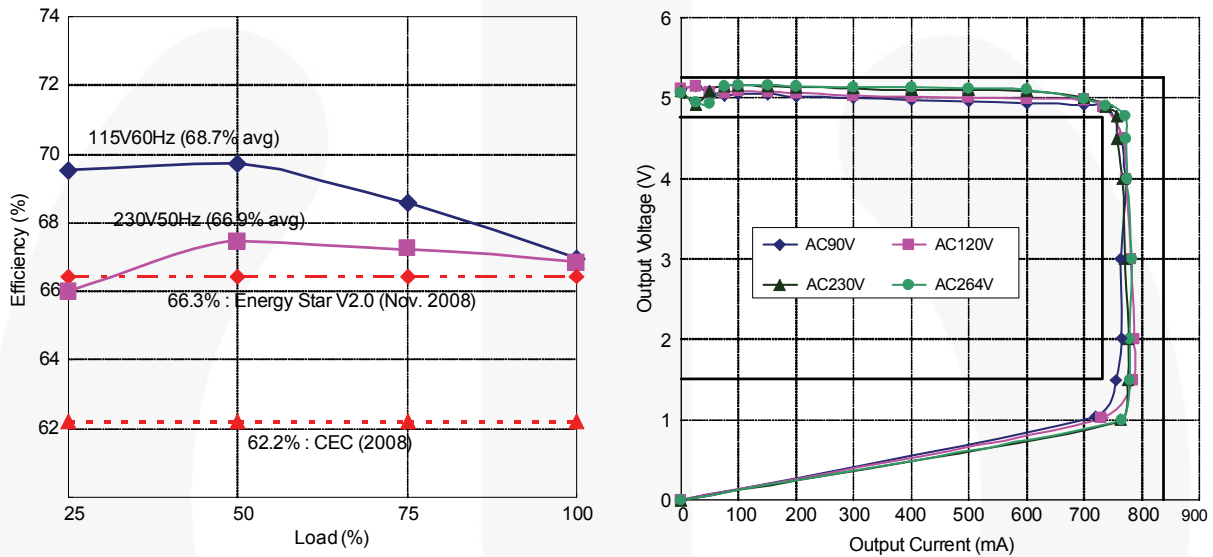 74
72
70
68
66
64
62
Efficiency (%)
115V60Hz (68.7% avg)
230V50Hz (66.9% avg)
66.3% : Energy Star V2.0 (Nov. 2008)
62.2% : CEC (2008)
25 50 75 100
Load (%)
6
5
4
3
2
1
0
Output Voltage (V)
AC90V AC120V
AC230V AC264V
0 100 200 300 400 500 600 700 800 900
Output Current (mA)